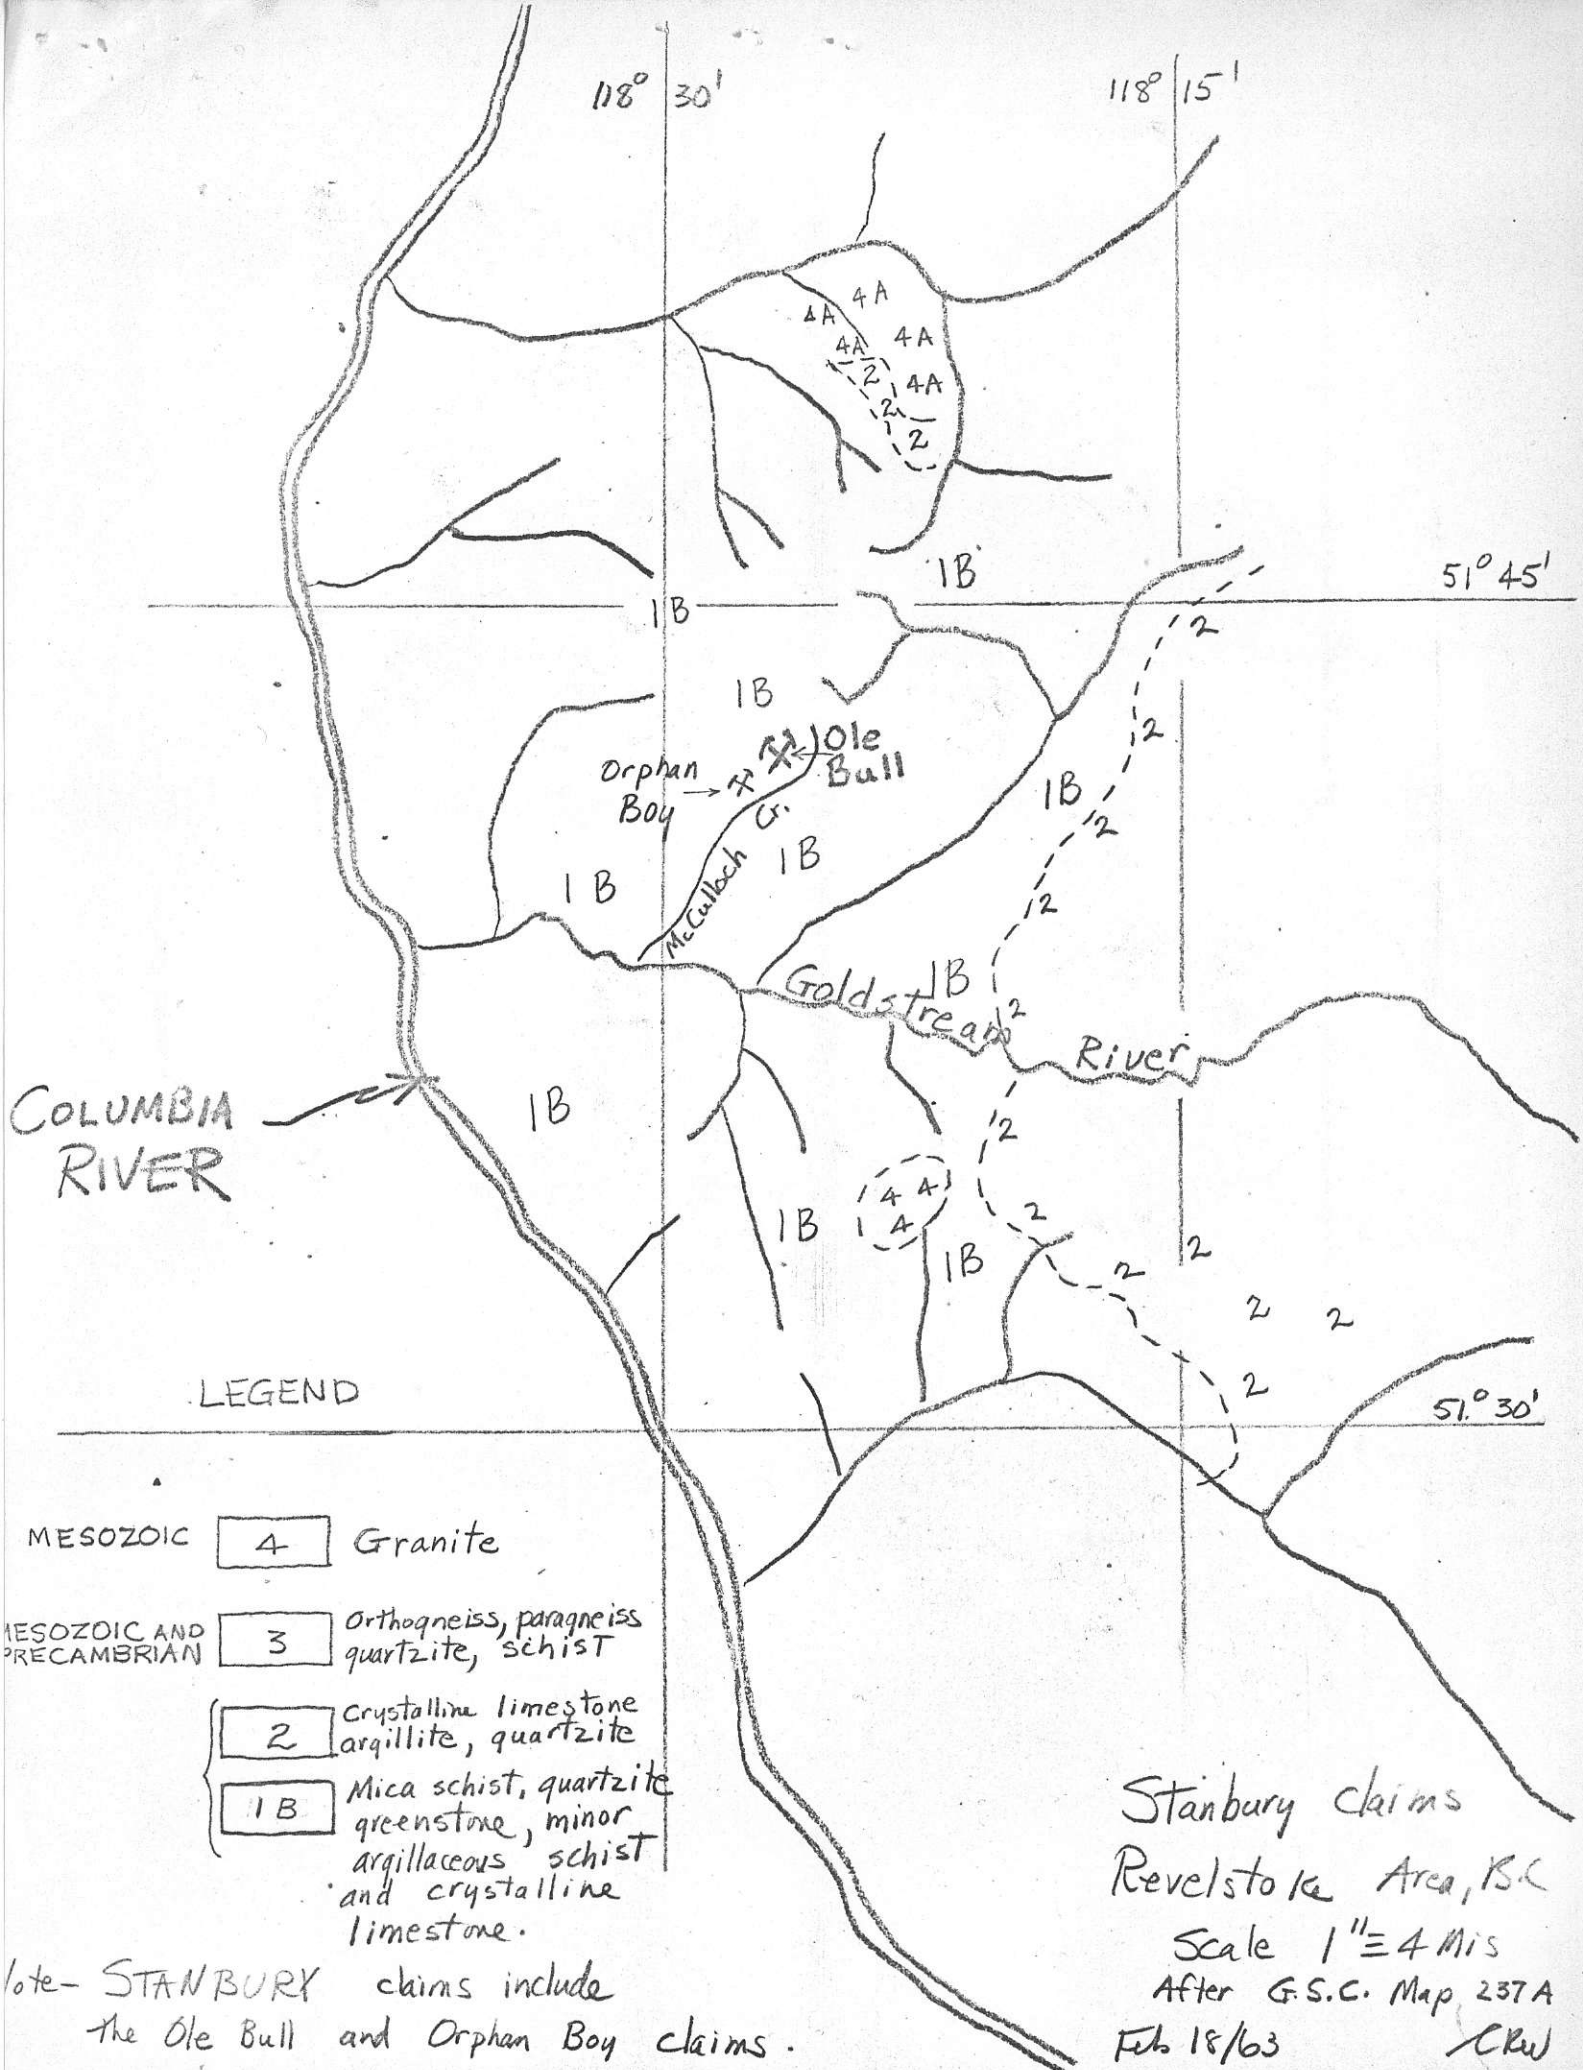 118° 30'
118° 15'
4A
4A
4A
4A
2
4A
2
2
1B
51° 45'
1B
2
1B
2
Ole
Bull
Orphan
Boy
1B
2
McCulloch Cr.
1B
1B
2
1B
Goldstream River
2
COLUMBIA
RIVER
1B
2
4 4
4
1B
2
1B
2
2
2
2
2
LEGEND
51° 30'
MESOZOIC 4 Granite
MESOZOIC AND
PRECAMBRIAN
3
Orthogneiss, paragneiss
quartzite, schist
2
Crystalline limestone
argillite, quartzite
1B
Mica schist, quartzite
greenstone, minor
argillaceous schist
and crystalline
limestone.
Note- STANBURY claims include
the Ole Bull and Orphan Boy claims.
Stanbury claims
Revelstoke Area, B.C
Scale 1" ≡ 4 Mis
After G.S.C. Map 237A
Feb 18/63